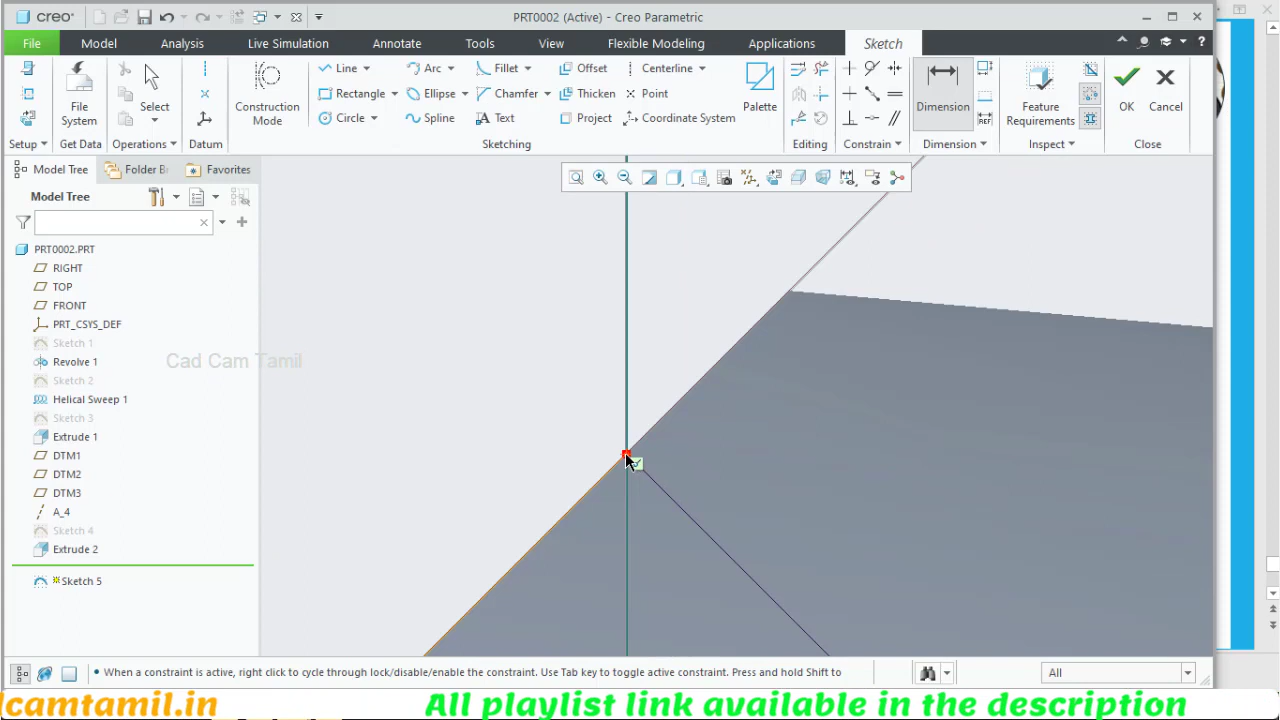 creo PRT0002 (Active) - Creo Parametric
File Model Analysis Live Simulation Annotate Tools View Flexible Modeling Applications Sketch
File System
Select
Construction Mode
Line Arc Fillet Offset Centerline
Rectangle Ellipse Chamfer Thicken Point
Circle Spline Text Project Coordinate System
Palette
Dimension
REF
Feature Requirements
OK Cancel
Setup Get Data Operations Datum Sketching Editing Constrain Dimension Inspect Close
Model Tree Folder B Favorites
Model Tree
PRT0002.PRT
RIGHT
TOP
FRONT
PRT_CSYS_DEF
Sketch 1
Revolve 1
Cad Cam Tamil
Sketch 2
Helical Sweep 1
Sketch 3
Extrude 1
DTM1
DTM2
DTM3
A_4
Sketch 4
Extrude 2
Sketch 5
• When a constraint is active, right click to cycle through lock/disable/enable the constraint. Use Tab key to toggle active constraint. Press and hold Shift to
All
lcamtamil.in All playlist link available in the description